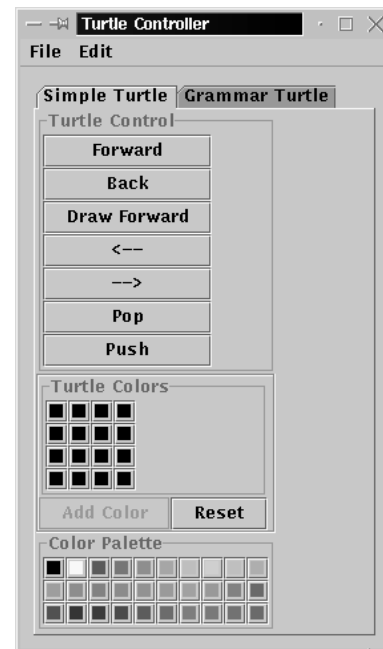 Turtle Controller
File Edit
Simple Turtle Grammar Turtle
Turtle Control
Forward
Back
Draw Forward
<--
-->
Pop
Push
Turtle Colors
Add Color Reset
Color Palette